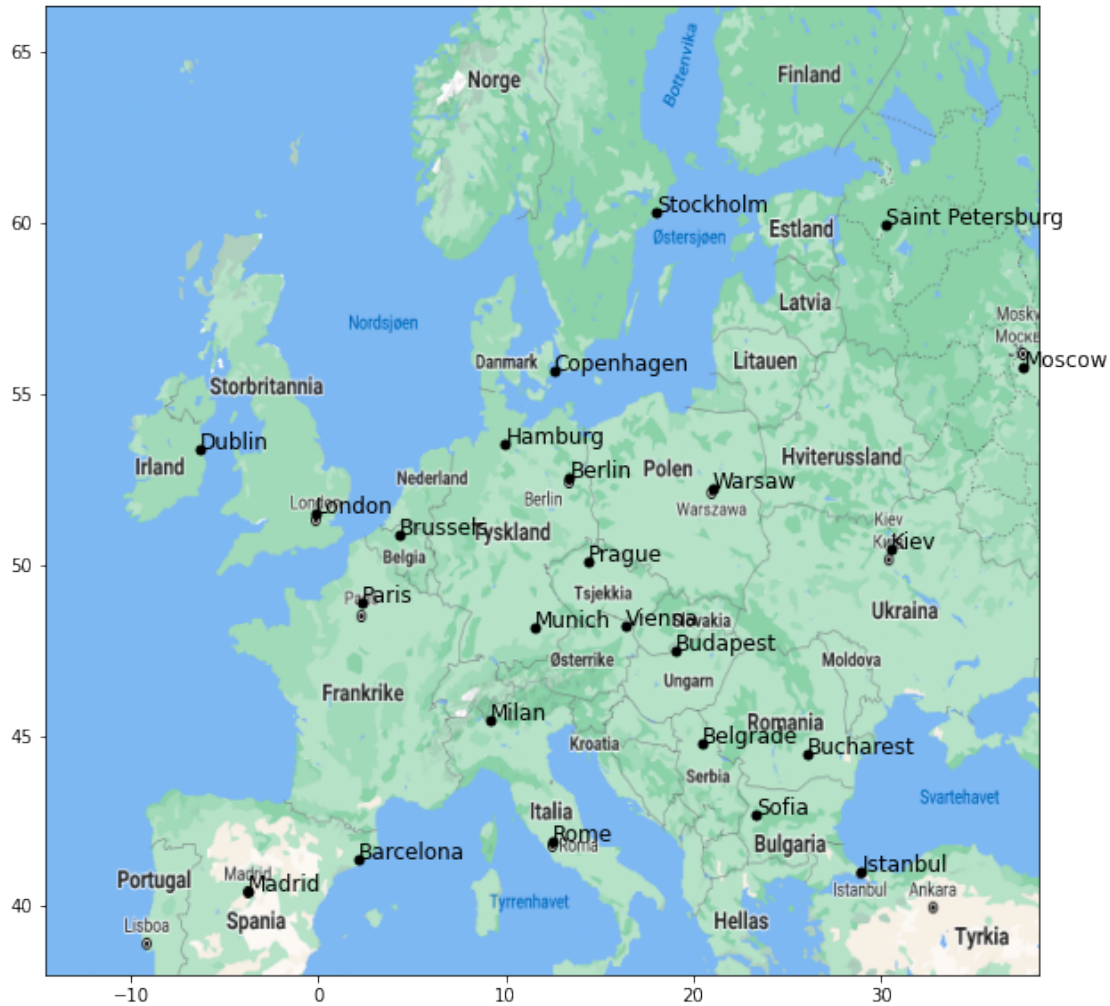 65
60
55
50
45
40
−10
0
10
20
30
Norge
Bottenvika
Finland
Stockholm
Østersjøen
Estland
Saint Petersburg
Latvia
Nordsjøen
Mosky
Москв
Moscow
Danmark
Copenhagen
Litauen
Storbritannia
Dublin
Irland
Hamburg
Nederland
Berlin
Berlin
Polen
Hviterussland
Warsaw
Warszawa
London
London
Brussels
Belgia
Tyskland
Kiev
Kiev
Prague
Tsjekkia
Paris
Ukraina
Munich
Vienna
Slovakia
Budapest
Østerrike
Ungarn
Moldova
Frankrike
Milan
Kroatia
Belgrade
Serbia
Romania
Bucharest
Svartehavet
Italia
Rome
Roma
Sofia
Bulgaria
Barcelona
Portugal
Madrid
Madrid
Spania
Lisboa
Tyrrenhavet
Hellas
Istanbul
Istanbul
Ankara
Tyrkia